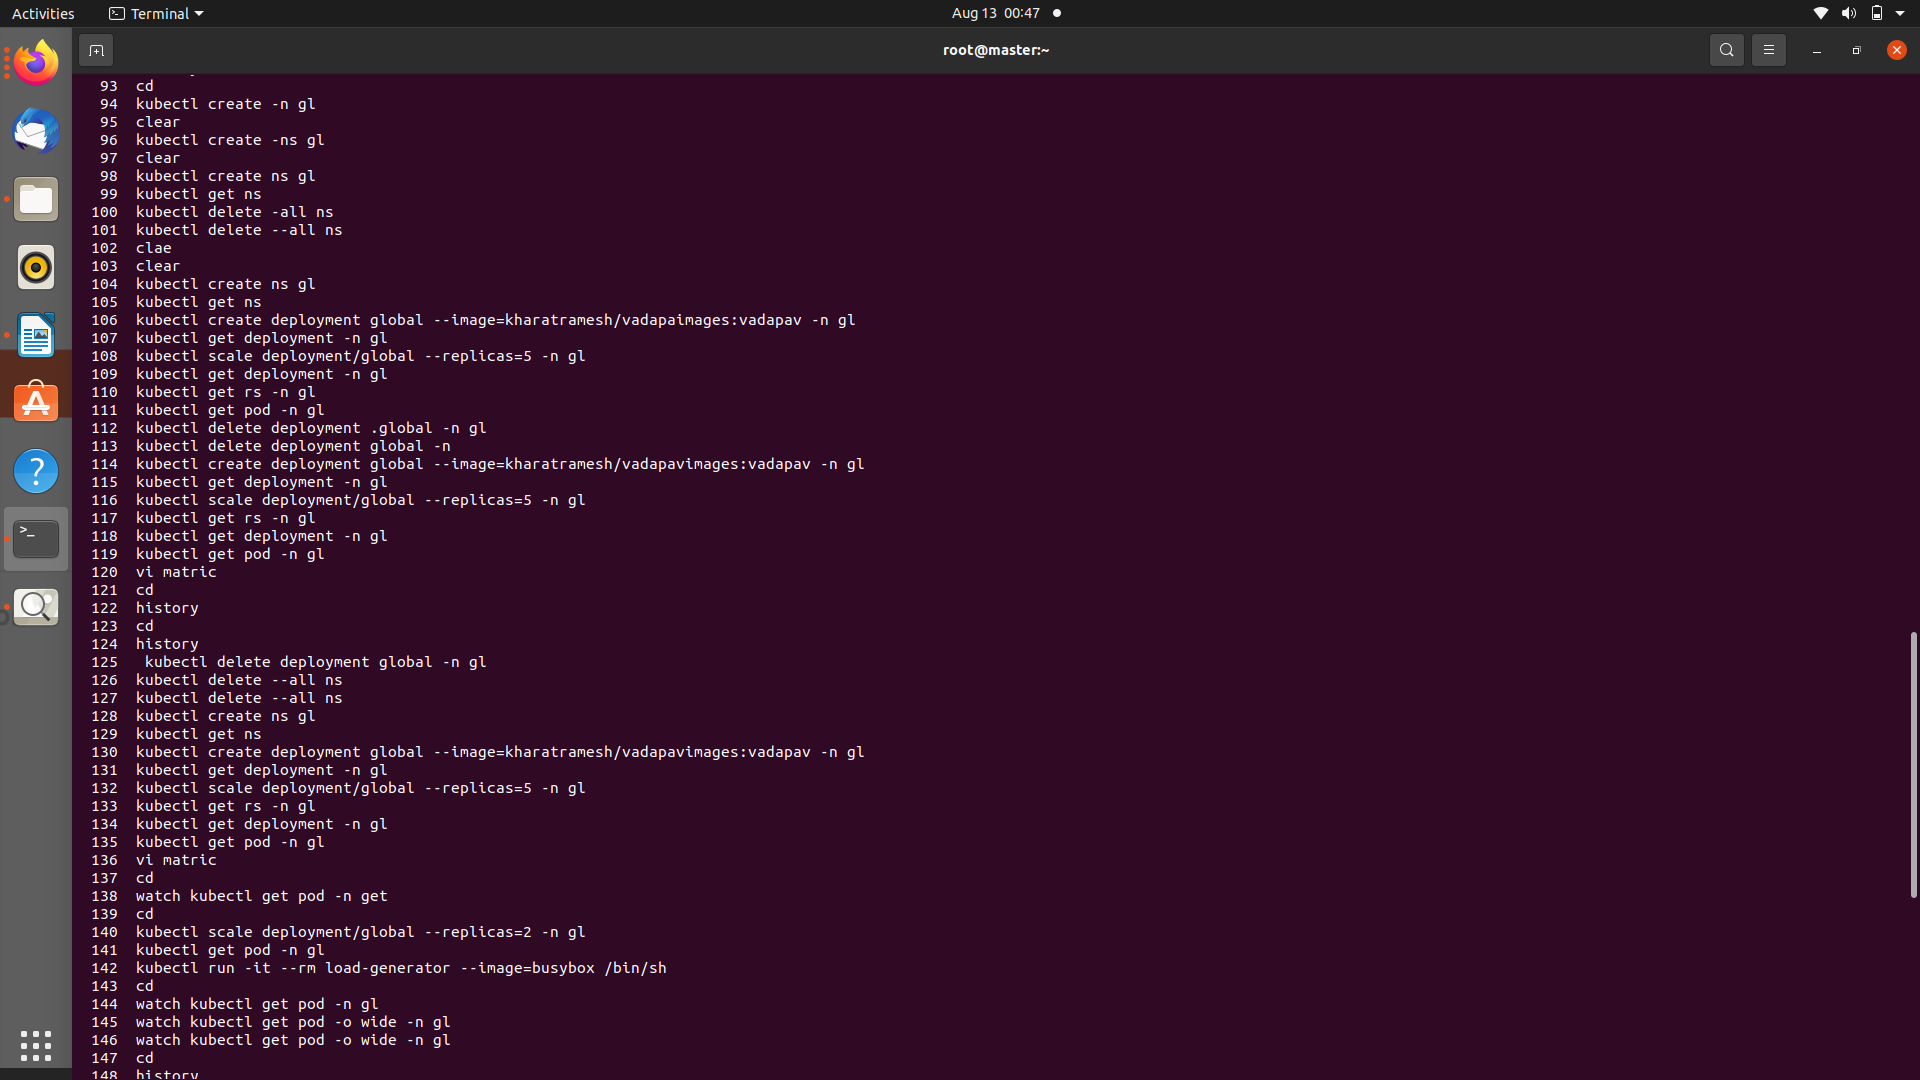 Activities
Terminal
Aug 13 00:47
root@master:~
93 cd
94 kubectl create -n gl
95 clear
96 kubectl create -ns gl
97 clear
98 kubectl create ns gl
99 kubectl get ns
100 kubectl delete -all ns
101 kubectl delete --all ns
102 clae
103 clear
104 kubectl create ns gl
105 kubectl get ns
106 kubectl create deployment global --image=kharatramesh/vadapaimages:vadapav -n gl
107 kubectl get deployment -n gl
108 kubectl scale deployment/global --replicas=5 -n gl
109 kubectl get deployment -n gl
110 kubectl get rs -n gl
111 kubectl get pod -n gl
112 kubectl delete deployment .global -n gl
113 kubectl delete deployment global -n
114 kubectl create deployment global --image=kharatramesh/vadapavimages:vadapav -n gl
115 kubectl get deployment -n gl
116 kubectl scale deployment/global --replicas=5 -n gl
117 kubectl get rs -n gl
118 kubectl get deployment -n gl
119 kubectl get pod -n gl
120 vi matric
121 cd
122 history
123 cd
124 history
125  kubectl delete deployment global -n gl
126 kubectl delete --all ns
127 kubectl delete --all ns
128 kubectl create ns gl
129 kubectl get ns
130 kubectl create deployment global --image=kharatramesh/vadapavimages:vadapav -n gl
131 kubectl get deployment -n gl
132 kubectl scale deployment/global --replicas=5 -n gl
133 kubectl get rs -n gl
134 kubectl get deployment -n gl
135 kubectl get pod -n gl
136 vi matric
137 cd
138 watch kubectl get pod -n get
139 cd
140 kubectl scale deployment/global --replicas=2 -n gl
141 kubectl get pod -n gl
142 kubectl run -it --rm load-generator --image=busybox /bin/sh
143 cd
144 watch kubectl get pod -n gl
145 watch kubectl get pod -o wide -n gl
146 watch kubectl get pod -o wide -n gl
147 cd
148 history